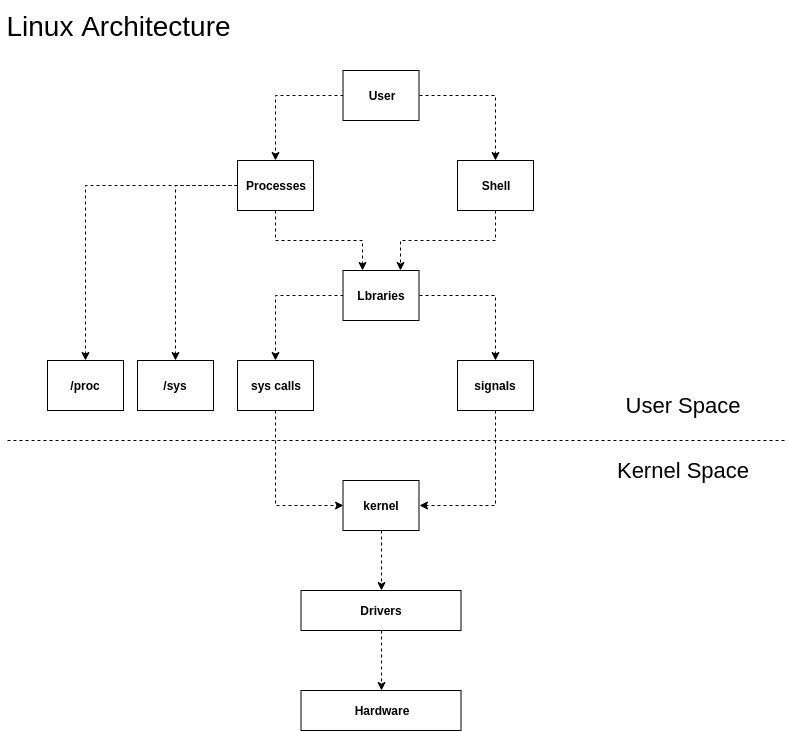 Linux Architecture
User
Processes
Shell
Lbraries
/proc
/sys
sys calls
signals
User Space
Kernel Space
kernel
Drivers
Hardware